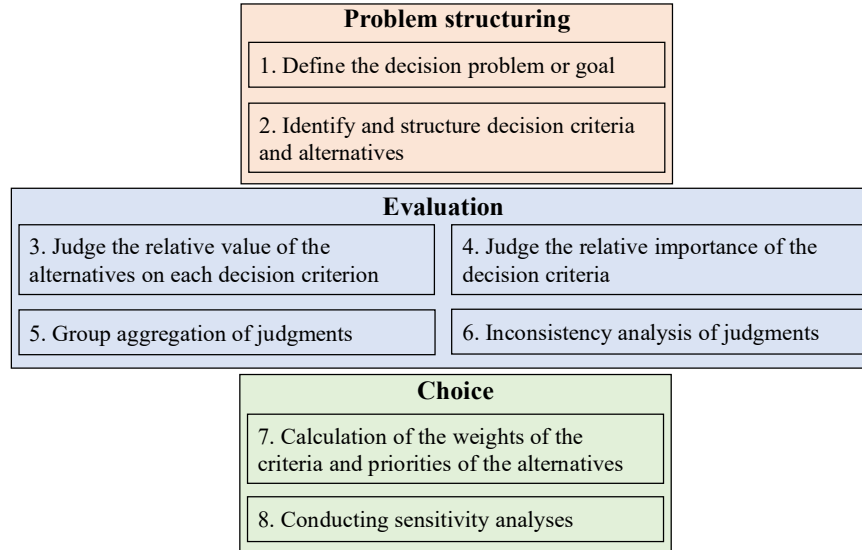 Problem structuring
1. Define the decision problem or goal
2. Identify and structure decision criteria
and alternatives
Evaluation
3. Judge the relative value of the
alternatives on each decision criterion
4. Judge the relative importance of the
decision criteria
5. Group aggregation of judgments
6. Inconsistency analysis of judgments
Choice
7. Calculation of the weights of the
criteria and priorities of the alternatives
8. Conducting sensitivity analyses